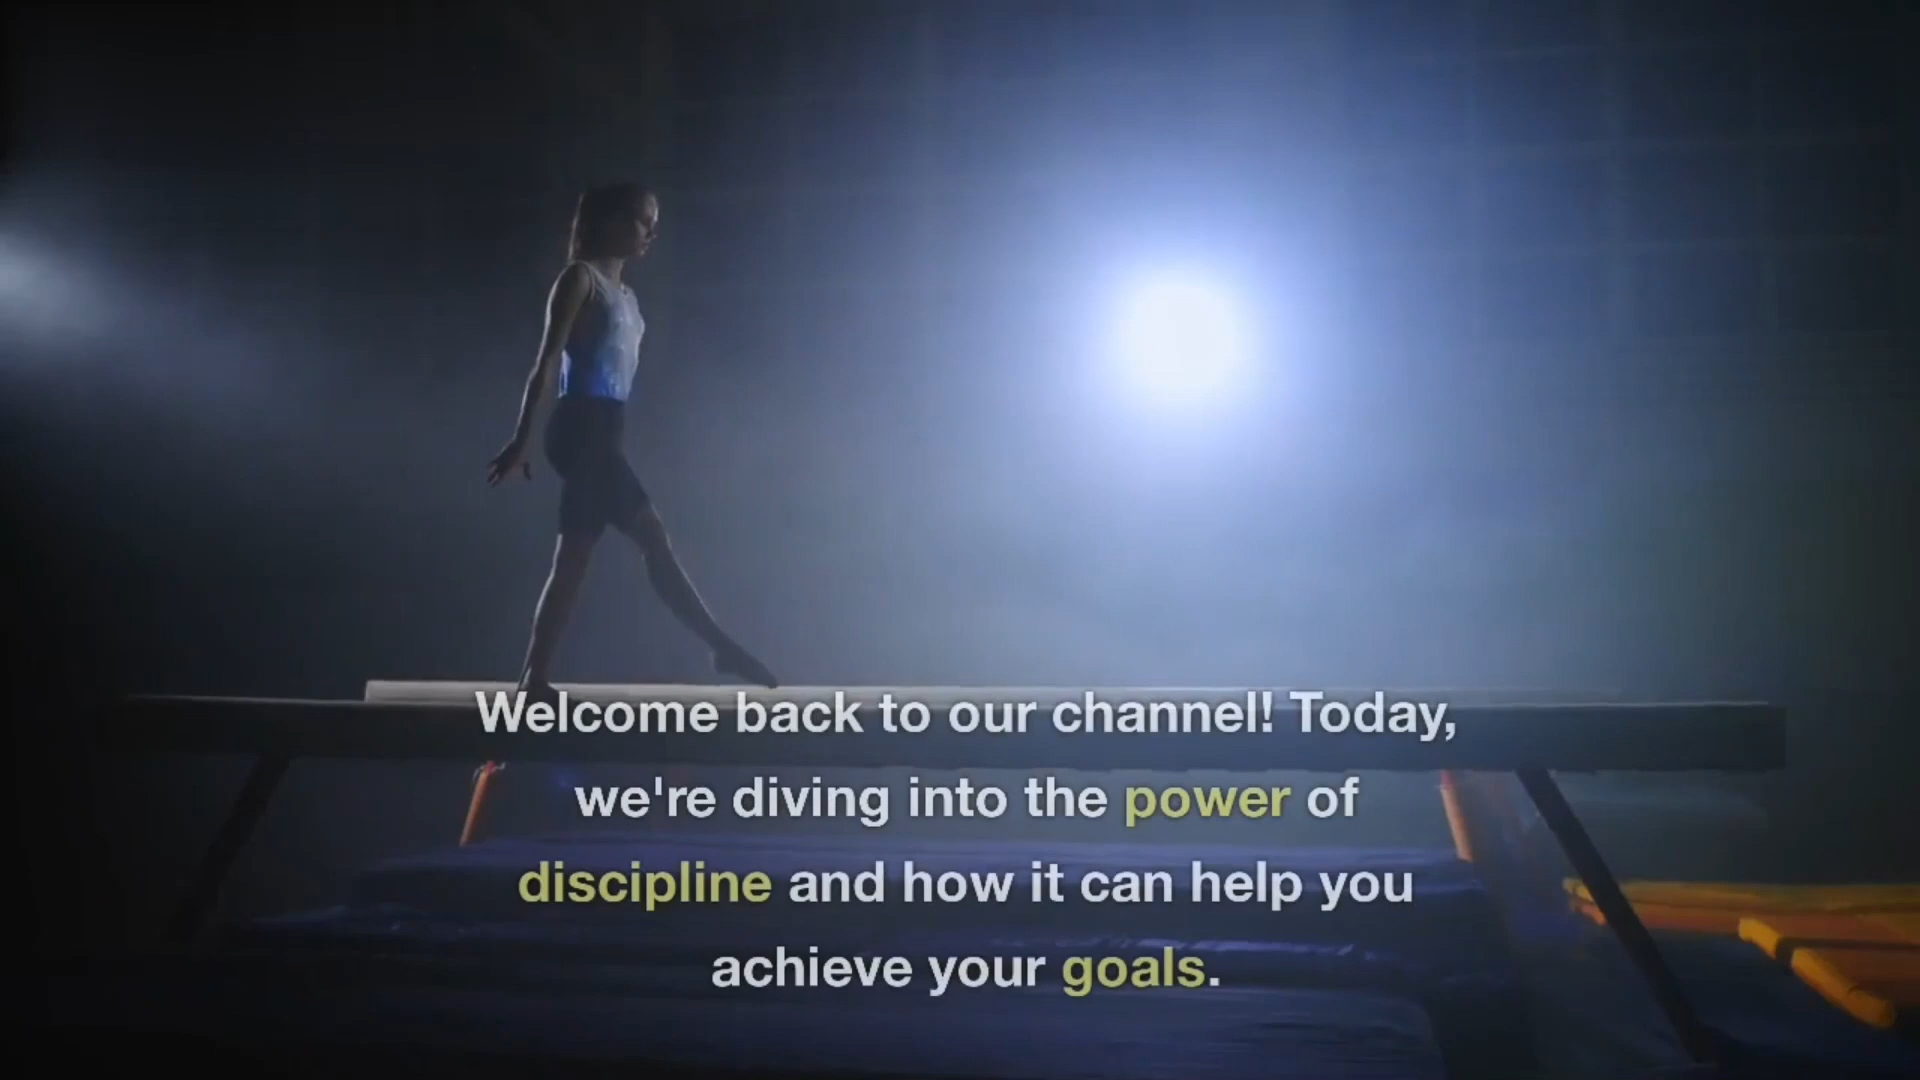 Welcome back to our channel! Today,
we're diving into the power of
discipline and how it can help you
achieve your goals.